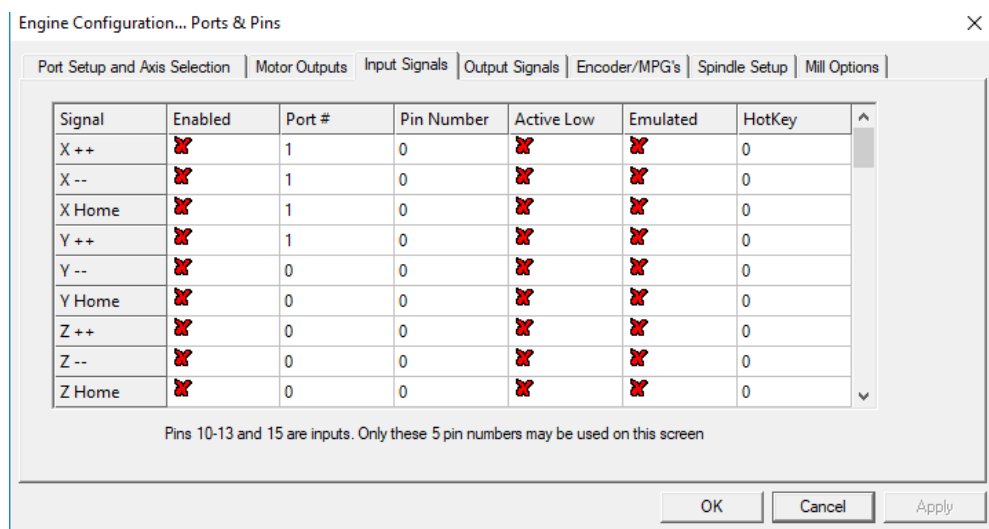 Engine Configuration... Ports & Pins
Port Setup and Axis Selection Motor Outputs Input Signals Output Signals Encoder/MPG's Spindle Setup Mill Options
Signal Enabled Port # Pin Number Active Low Emulated HotKey
X ++ 1 0 0
X -- 1 0 0
X Home 1 0 0
Y ++ 1 0 0
Y -- 0 0 0
Y Home 0 0 0
Z ++ 0 0 0
Z -- 0 0 0
Z Home 0 0 0
Pins 10-13 and 15 are inputs. Only these 5 pin numbers may be used on this screen
OK Cancel Apply